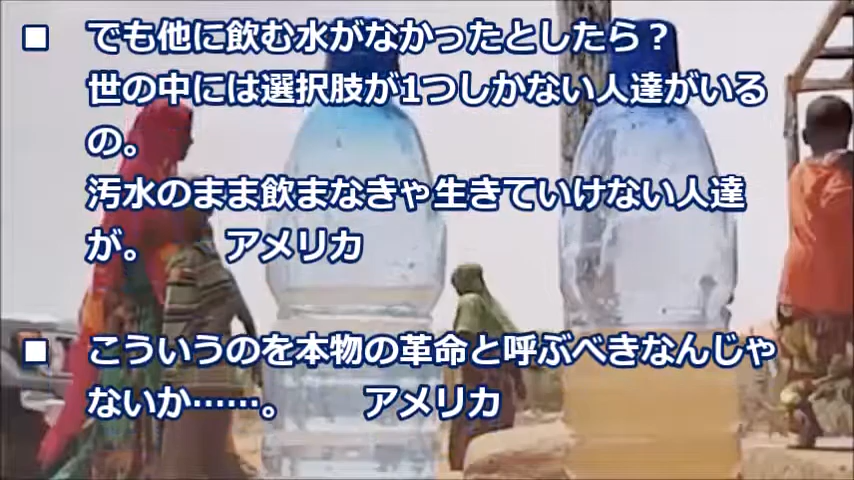 ■ でも他に飲む水がなかったとしたら？
世の中には選択肢が1つしかない人達がいる
の。
汚水のまま飲まなきゃ生きていけない人達
が。 アメリカ
■ こういうのを本物の革命と呼ぶべきなんじゃ
ないか……。 アメリカ